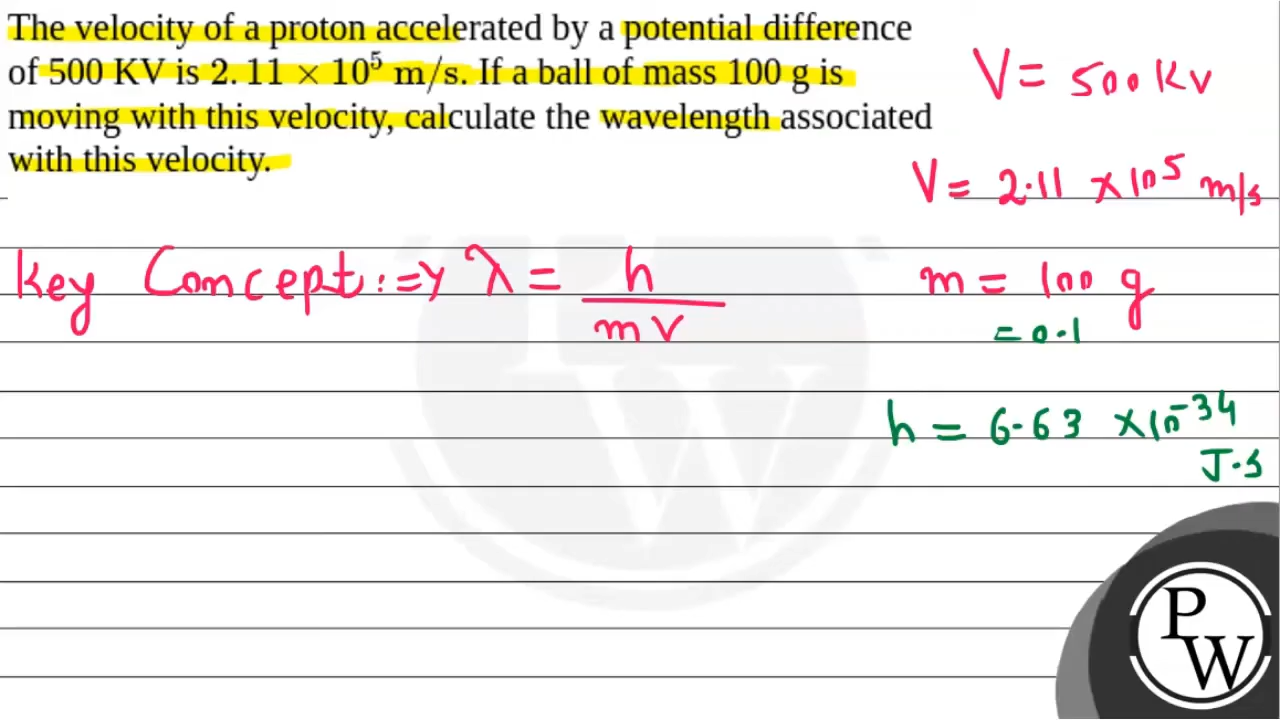 The velocity of a proton accelerated by a potential difference
of 500 KV is 2.11 × 10⁵ m/s. If a ball of mass 100 g is
moving with this velocity, calculate the wavelength associated
with this velocity.
V = 500 KV
V = 2.11 × 10⁵ m/s
Key Concept :=> λ = h / mV
m = 100 g
= 0.1
h = 6.63 × 10⁻³⁴
J.s
PW
PW